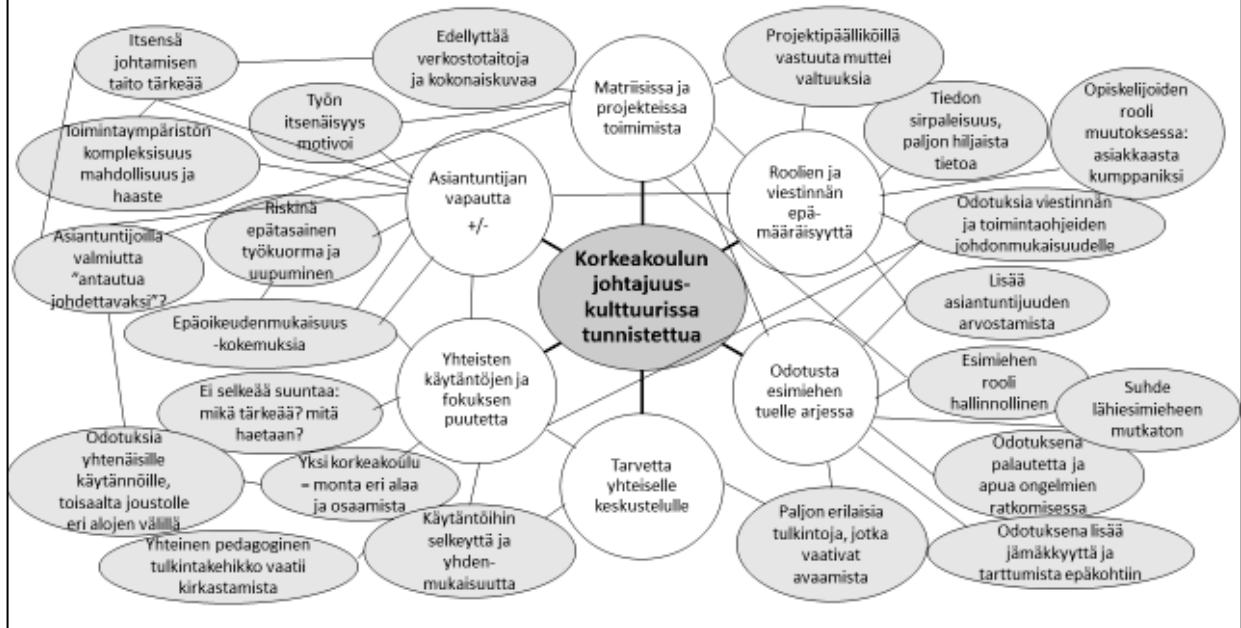 Itsensä
johtamisen
taito tärkeää
Edellyttää
verkostotaitoja
ja kokonaiskuvaa
Matriisissa ja
projekteissa
toimimista
Projektipäälliköillä
vastuuta muttei
valtuuksia
Tiedon
sirpaleisuus,
paljon hiljaista
tietoa
Opiskelijoiden
rooli
muutoksessa:
asiakkaasta
kumppaniksi
Työn
itsenäisyys
motivoi
Toimintaympäristön
kompleksisuus
mahdollisuus ja
haaste
Asiantuntijan
vapautta
+/-
Roolien ja
viestinnän
epä-
määräisyyttä
Odotuksia viestinnän
ja toimintaohjeiden
johdonmukaisuudelle
Riskinä
epätasainen
työkuorma ja
uupuminen
Asiantuntijoilla
valmiutta
"antautua
johdettavaksi"?
Korkeakoulun
johtajuus-
kulttuurissa
tunnistettua
Lisää
asiantuntijuuden
arvostamista
Epäoikeudenmukaisuus
-kokemuksia
Yhteisten
käytäntöjen ja
fokuksen
puutetta
Odotusta
esimiehen
tuelle arjessa
Esimiehen
rooli
hallinnollinen
Suhde
lähiesimieheen
mutkaton
Ei selkeää suuntaa:
mikä tärkeää? mitä
haetaan?
Odotuksia
yhtenäisille
käytännöille,
toisaalta joustolle
eri alojen välillä
Yksi korkeakoulu
= monta eri alaa
ja osaamista
Tarvetta
yhteiselle
keskustelulle
Odotuksena
palautetta ja
apua ongelmien
ratkomisessa
Käytäntöihin
selkeyttä ja
yhden-
mukaisuutta
Paljon erilaisia
tulkintoja, jotka
vaativat
avaamista
Odotuksena lisää
jämäkkyyttä ja
tarttumista epäkohtiin
Yhteinen pedagoginen
tulkintakehikko vaatii
kirkastamista